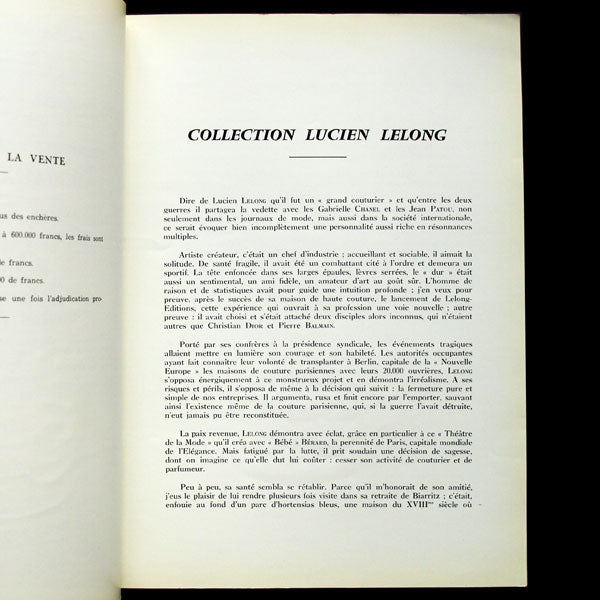 LA VENTE
us des enchères.
à 600.000 francs, les frais sont
de francs.
00 de francs.
se une fois l'adjudication pro-
COLLECTION LUCIEN LELONG
Dire de Lucien LELONG qu'il fut un « grand couturier » et qu'entre les deux
guerres il partagea la vedette avec les Gabrielle CHANEL et les Jean PATOU, non
seulement dans les journaux de mode, mais aussi dans la société internationale,
ce serait évoquer bien incomplètement une personnalité aussi riche en résonnances
multiples.
Artiste créateur, c'était un chef d'industrie ; accueillant et sociable, il aimait la
solitude. De santé fragile, il avait été un combattant cité à l'ordre et demeura un
sportif. La tête enfoncée dans ses larges épaules, lèvres serrées, le « dur » était
aussi un sentimental, un ami fidèle, un amateur d'art au goût sûr. L'homme de
raison et de statistiques avait pour guide une intuition profonde ; j'en veux pour
preuve, après le succès de sa maison de haute couture, le lancement de Lelong-
Editions, cette expérience qui ouvrait à sa profession une voie nouvelle ; autre
preuve : il avait choisi et s'était attaché deux disciples alors inconnus, qui n'étaient
autres que Christian DIOR et Pierre BALMAIN.
Porté par ses confrères à la présidence syndicale, les événements tragiques
allaient mettre en lumière son courage et son habileté. Les autorités occupantes
ayant fait connaître leur volonté de transplanter à Berlin, capitale de la « Nouvelle
Europe » les maisons de couture parisiennes avec leurs 20.000 ouvrières, LELONG
s'opposa énergiquement à ce monstrueux projet et en démontra l'irréalisme. A ses
risques et périls, il s'opposa de même à la décision qui suivit : la fermeture pure et
simple de nos entreprises. Il argumenta, rusa et finit encore par l'emporter, sauvant
ainsi l'existence même de la couture parisienne, qui, si la guerre l'avait détruite,
n'eut jamais pu être reconstituée.
La paix revenue, LELONG démontra avec éclat, grâce en particulier à ce « Théâtre
de la Mode » qu'il créa avec « Bébé » BÉRARD, la perennité de Paris, capitale mondiale
de l'Elégance. Mais fatigué par la lutte, il prit soudain une décision de sagesse,
dont on imagine ce qu'elle dut lui coûter : cesser son activité de couturier et de
parfumeur.
Peu à peu, sa santé sembla se rétablir. Parce qu'il m'honorait de son amitié,
j'eus le plaisir de lui rendre plusieurs fois visite dans sa retraite de Biarritz ; c'était,
enfouie au fond d'un parc d'hortensias bleus, une maison du XVIIIme siècle où